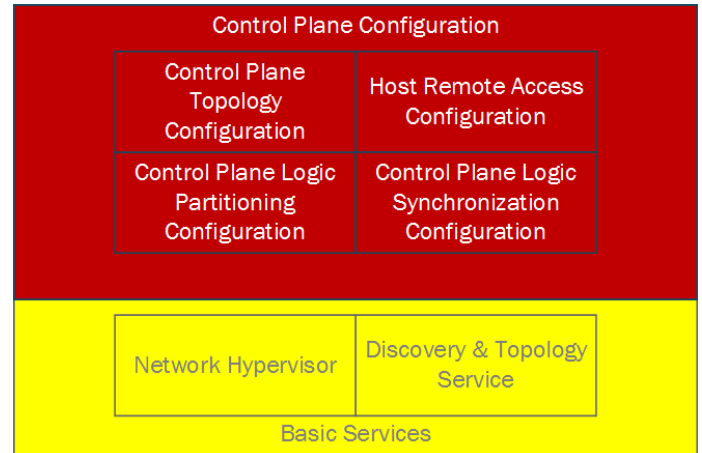 Control Plane Configuration
Control Plane
Topology
Configuration
Host Remote Access
Configuration
Control Plane Logic
Partitioning
Configuration
Control Plane Logic
Synchronization
Configuration
Network Hypervisor
Discovery & Topology
Service
Basic Services